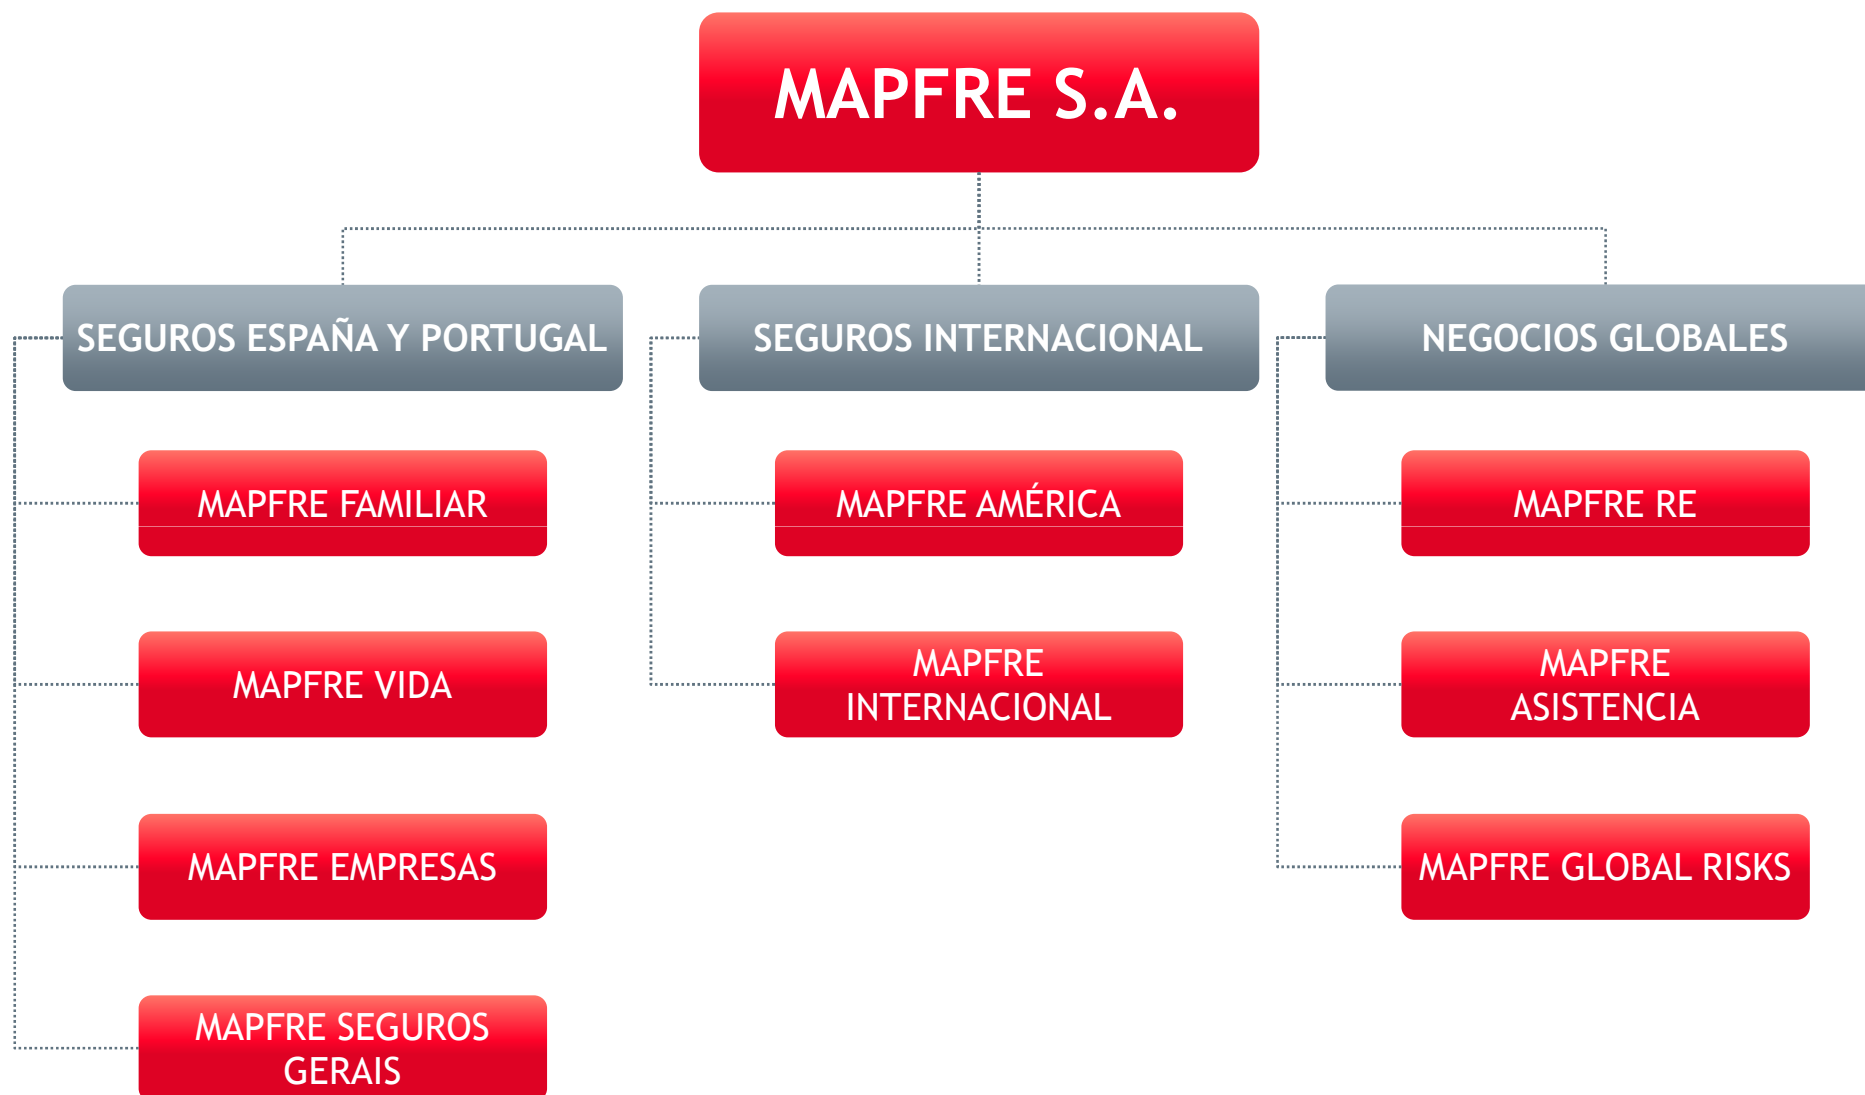 MAPFRE S.A.
SEGUROS ESPAÑA Y PORTUGAL
SEGUROS INTERNACIONAL
NEGOCIOS GLOBALES
MAPFRE FAMILIAR
MAPFRE AMÉRICA
MAPFRE RE
MAPFRE VIDA
MAPFRE
INTERNACIONAL
MAPFRE
ASISTENCIA
MAPFRE EMPRESAS
MAPFRE GLOBAL RISKS
MAPFRE SEGUROS
GERAIS